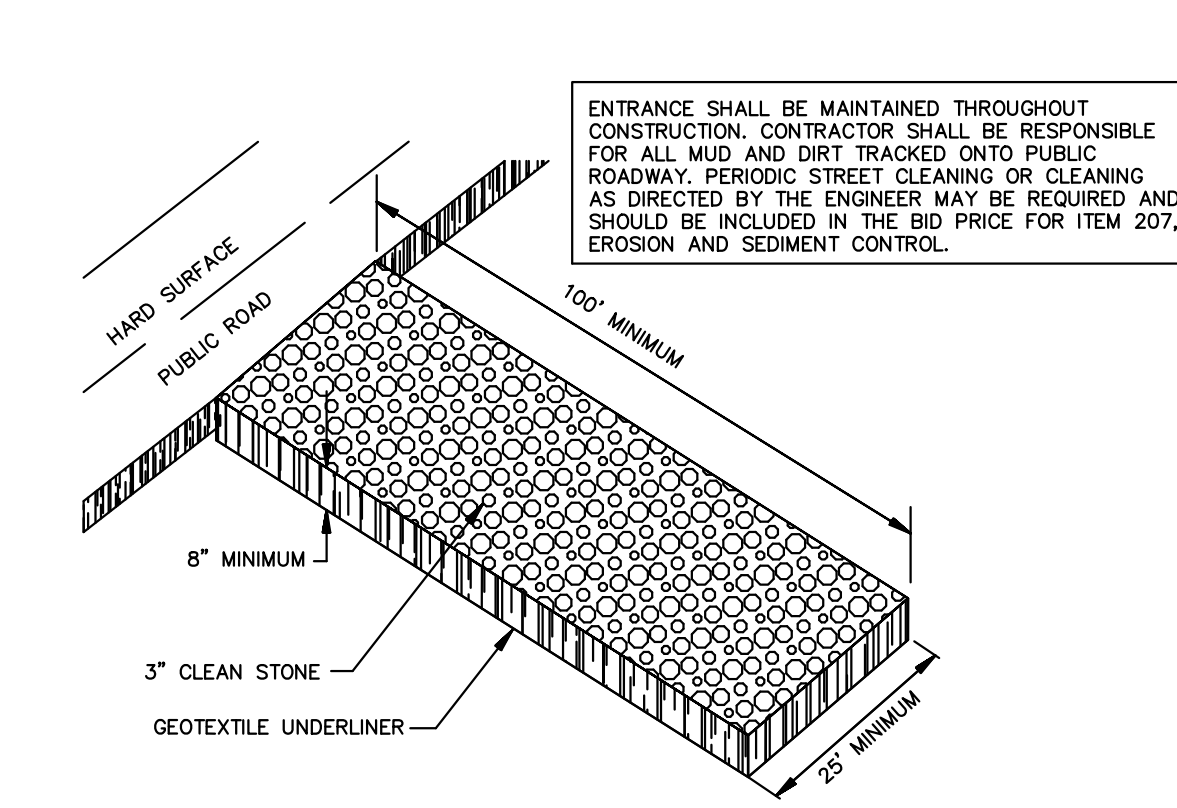 ENTRANCE SHALL BE MAINTAINED THROUGHOUT
CONSTRUCTION. CONTRACTOR SHALL BE RESPONSIBLE
FOR ALL MUD AND DIRT TRACKED ONTO PUBLIC
ROADWAY. PERIODIC STREET CLEANING OR CLEANING
AS DIRECTED BY THE ENGINEER MAY BE REQUIRED AND
SHOULD BE INCLUDED IN THE BID PRICE FOR ITEM 207,
EROSION AND SEDIMENT CONTROL.
HARD SURFACE
PUBLIC ROAD
100' MINIMUM
8" MINIMUM
3" CLEAN STONE
GEOTEXTILE UNDERLINER
25' MINIMUM